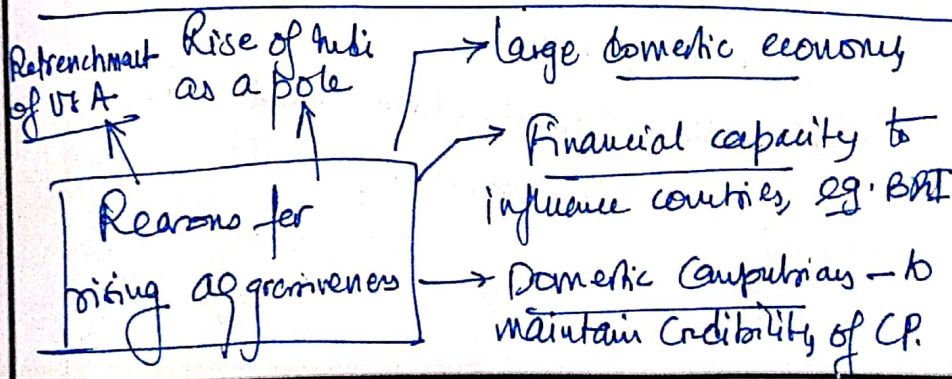 Retrenchment
of USA
Rise of India
as a pole
Large domestic economy
Financial capacity to
influence countries, eg. BRI
Domestic Compulsions – to
maintain Credibility of CP.
Reasons for
rising aggressiveness